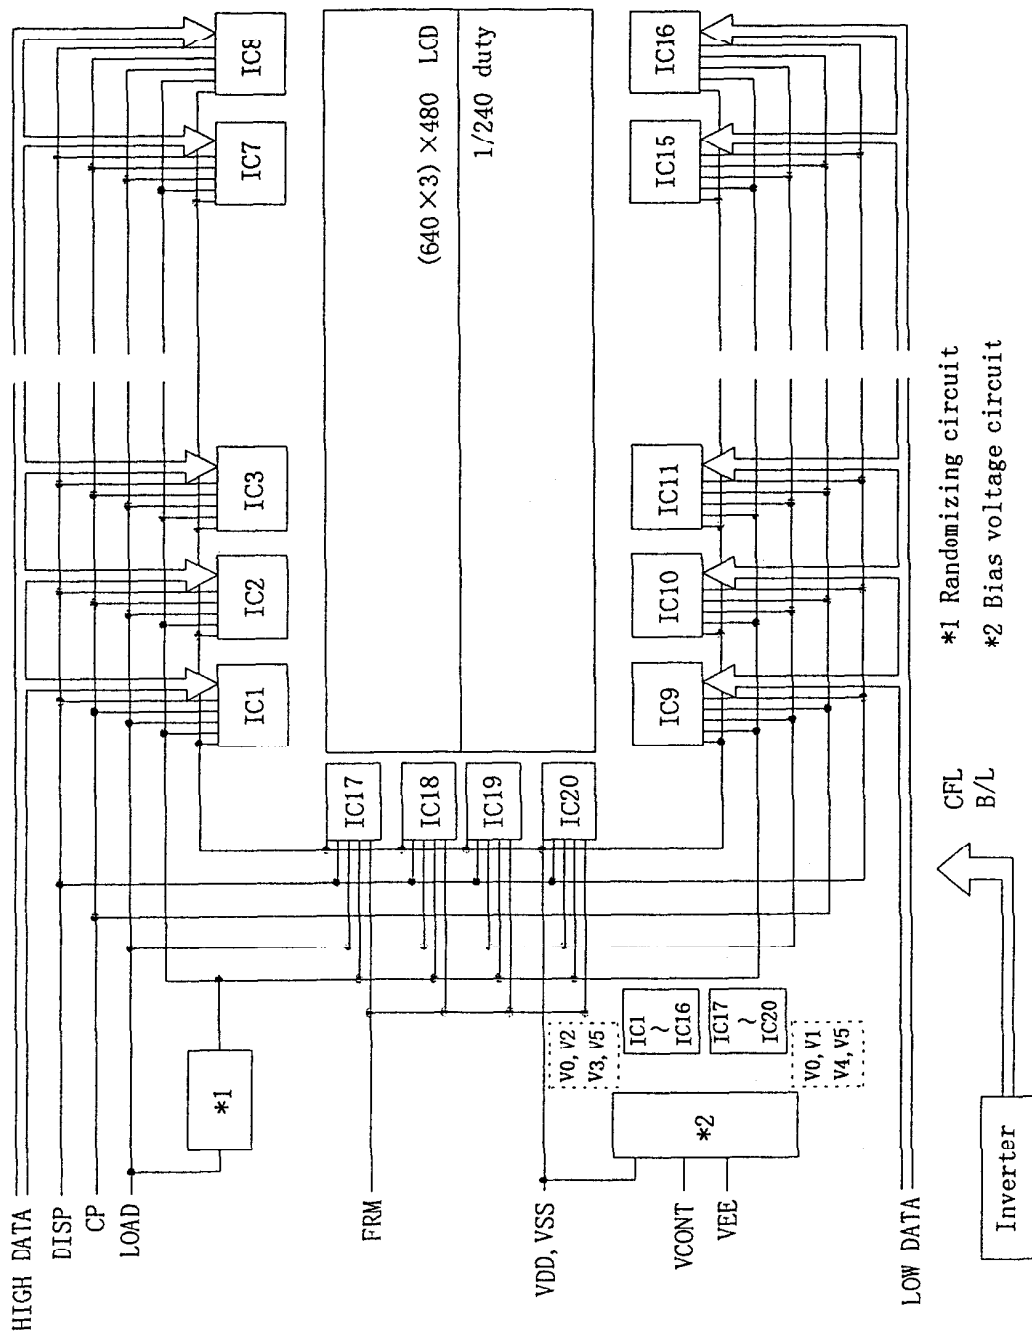 HIGH DATA
DISP
CP
LOAD
FRM
VDD, VSS
VCONT
VEE
LOW DATA
*1
*2
V0, V2
V3, V5
IC1
~
IC16
IC17
~
IC20
V0, V1
V4, V5
IC1
IC2
IC3
IC7
IC8
IC17
IC18
IC19
IC20
(640×3)×480 LCD
1/240 duty
IC9
IC10
IC11
IC15
IC16
Inverter
CFL
B/L
*1 Randomizing circuit
*2 Bias voltage circuit